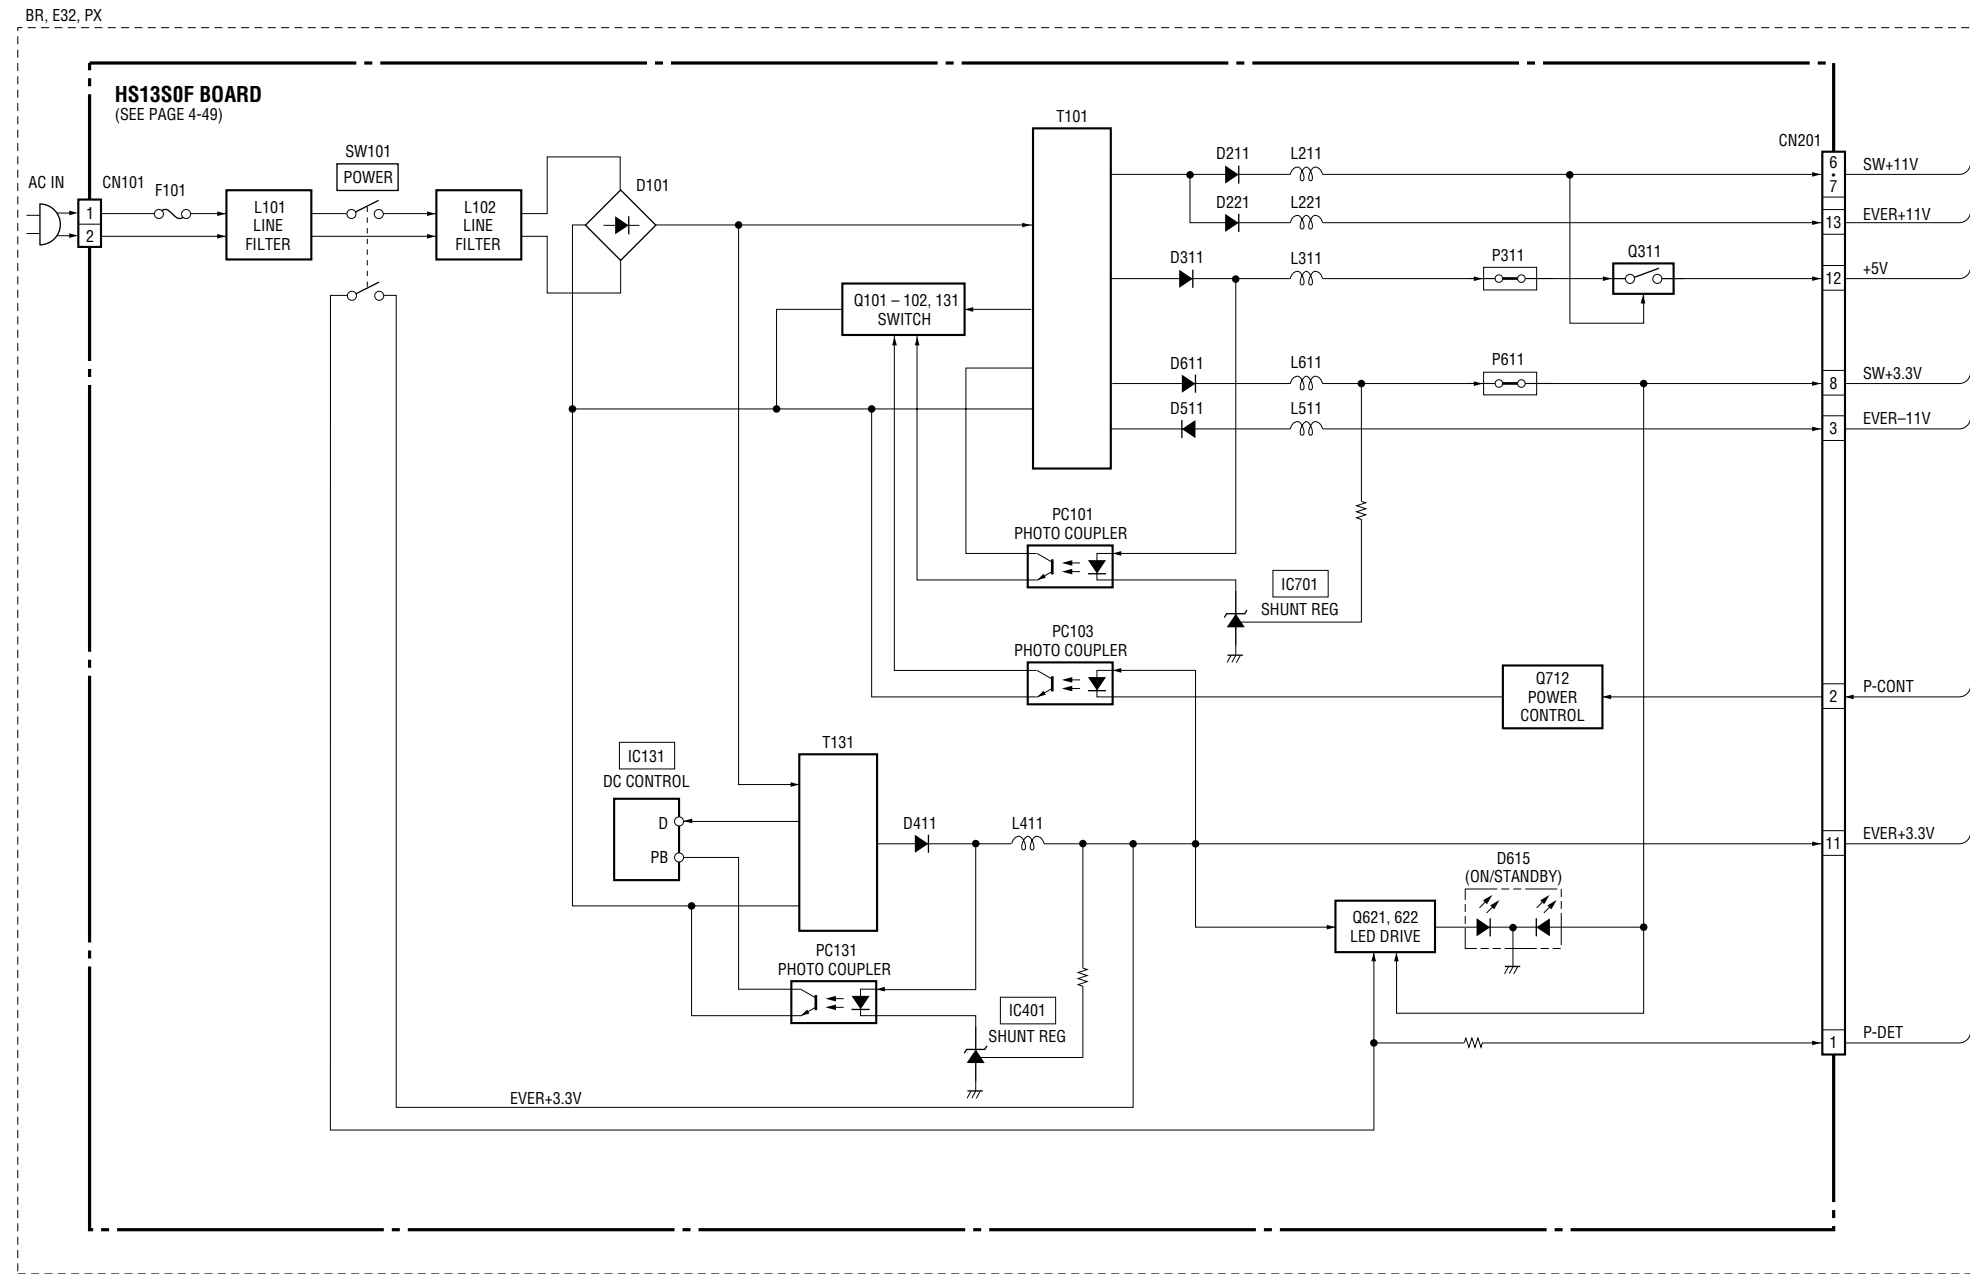 BR, E32, PX
HS13S0F BOARD
(SEE PAGE 4-49)
AC IN
CN101
1
2
F101
L101
LINE
FILTER
SW101
POWER
L102
LINE
FILTER
D101
T101
Q101 – 102, 131
SWITCH
D211
L211
D221
L221
D311
L311
P311
Q311
D611
L611
P611
D511
L511
CN201
6
·
7
SW+11V
13
EVER+11V
12
+5V
8
SW+3.3V
3
EVER–11V
PC101
PHOTO COUPLER
IC701
SHUNT REG
PC103
PHOTO COUPLER
Q712
POWER
CONTROL
2
P-CONT
T131
IC131
DC CONTROL
D
PB
D411
L411
11
EVER+3.3V
D615
(ON/STANDBY)
Q621, 622
LED DRIVE
PC131
PHOTO COUPLER
IC401
SHUNT REG
1
P-DET
EVER+3.3V